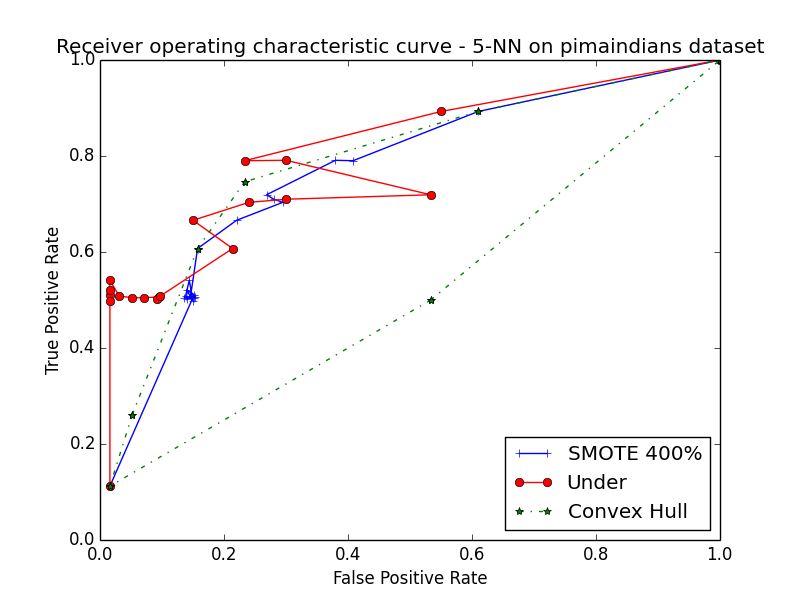 Receiver operating characteristic curve - 5-NN on pimaindians dataset
1.0
0.8
0.6
0.4
0.2
0.0
True Positive Rate
0.0 0.2 0.4 0.6 0.8 1.0
False Positive Rate
SMOTE 400%
Under
Convex Hull